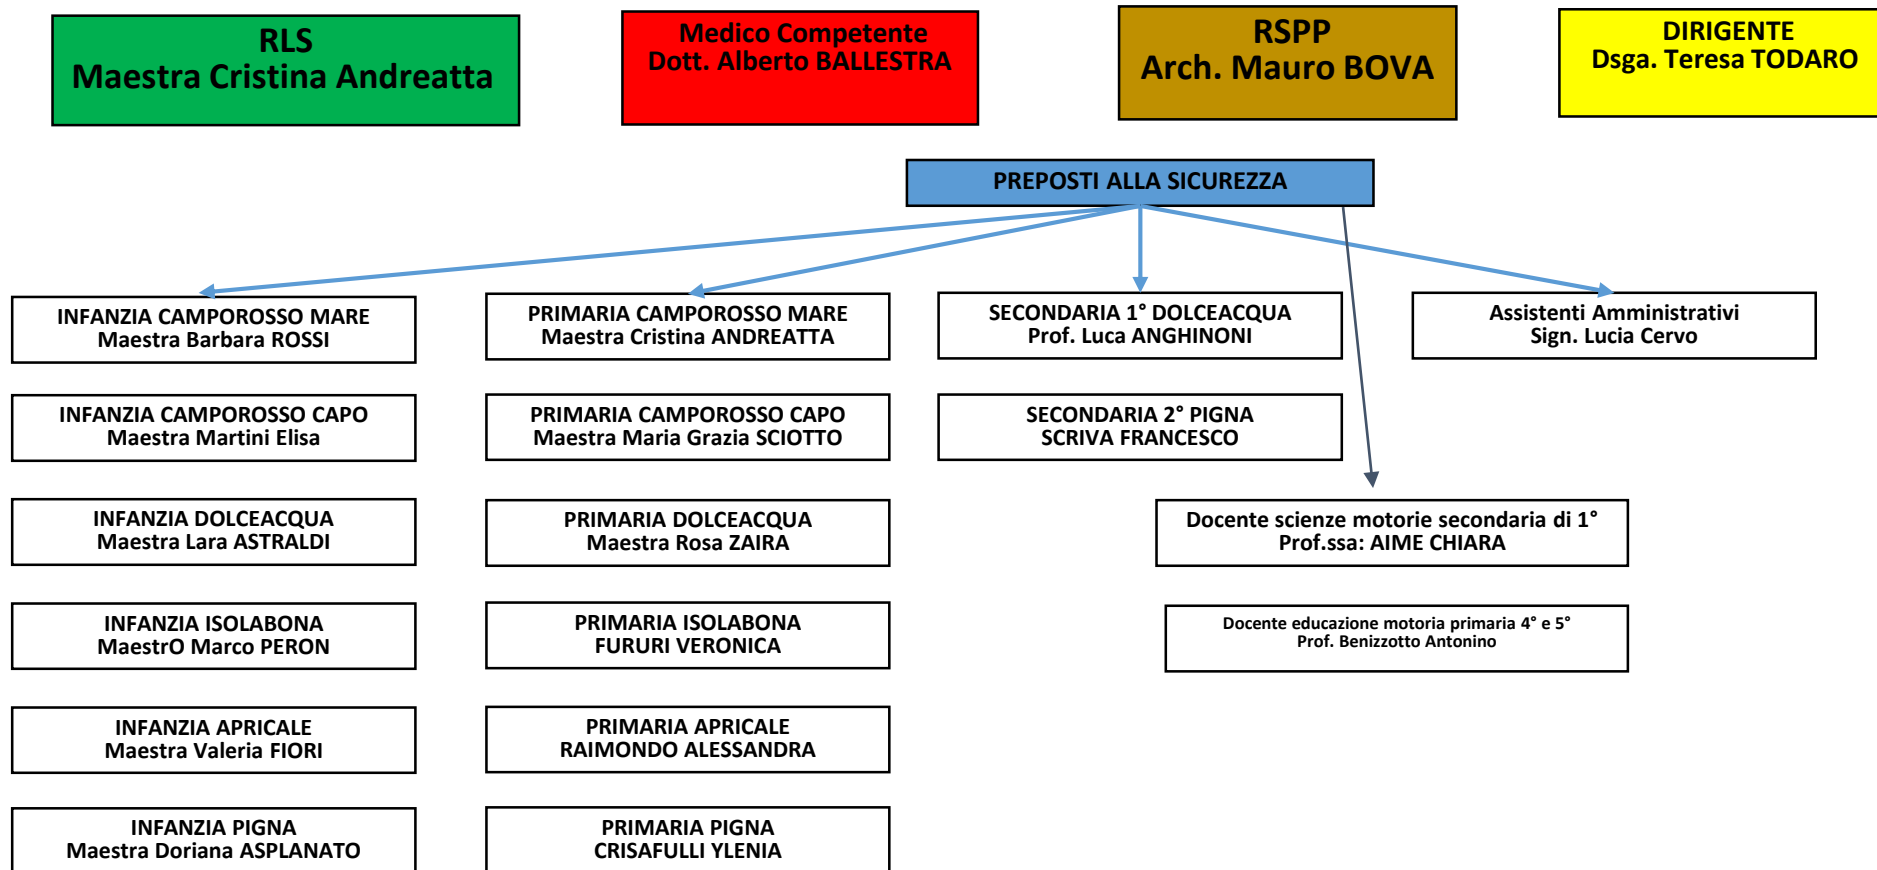 RLS
Maestra Cristina Andreatta
Medico Competente
Dott. Alberto BALLESTRA
RSPP
Arch. Mauro BOVA
DIRIGENTE
Dsga. Teresa TODARO
PREPOSTI ALLA SICUREZZA
INFANZIA CAMPOROSSO MARE
Maestra Barbara ROSSI
PRIMARIA CAMPOROSSO MARE
Maestra Cristina ANDREATTA
SECONDARIA 1° DOLCEACQUA
Prof. Luca ANGHINONI
Assistenti Amministrativi
Sign. Lucia Cervo
INFANZIA CAMPOROSSO CAPO
Maestra Martini Elisa
PRIMARIA CAMPOROSSO CAPO
Maestra Maria Grazia SCIOTTO
SECONDARIA 2° PIGNA
SCRIVA FRANCESCO
INFANZIA DOLCEACQUA
Maestra Lara ASTRALDI
PRIMARIA DOLCEACQUA
Maestra Rosa ZAIRA
Docente scienze motorie secondaria di 1°
Prof.ssa: AIME CHIARA
INFANZIA ISOLABONA
MaestrO Marco PERON
PRIMARIA ISOLABONA
FURURI VERONICA
Docente educazione motoria primaria 4° e 5°
Prof. Benizzotto Antonino
INFANZIA APRICALE
Maestra Valeria FIORI
PRIMARIA APRICALE
RAIMONDO ALESSANDRA
INFANZIA PIGNA
Maestra Doriana ASPLANATO
PRIMARIA PIGNA
CRISAFULLI YLENIA